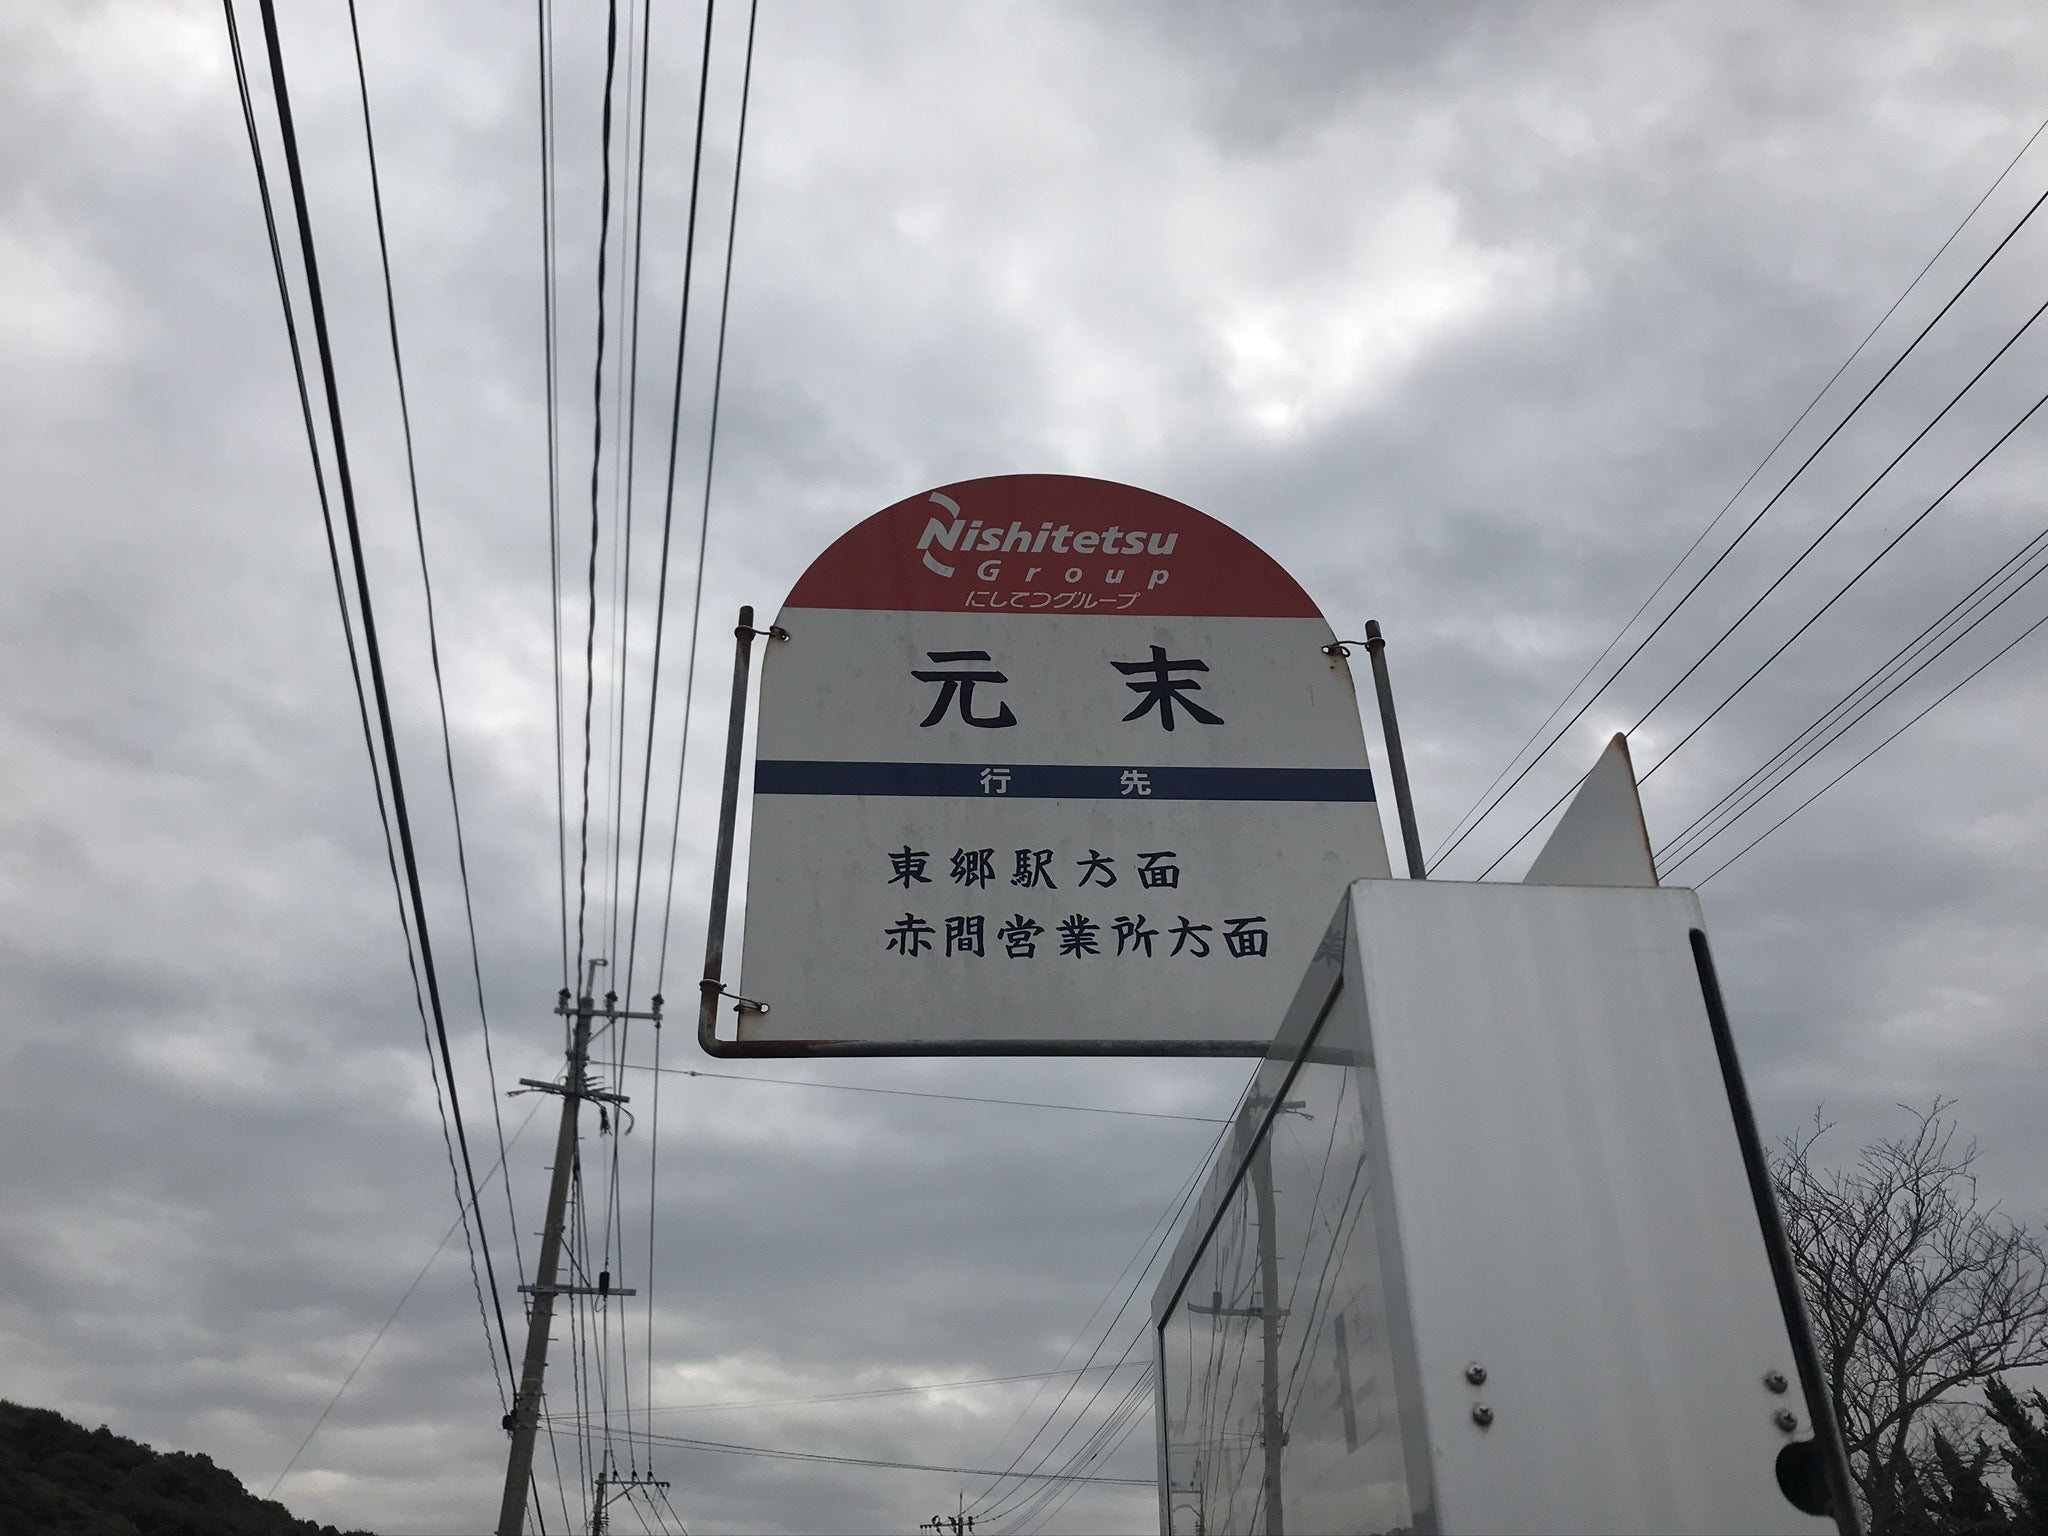 Nishitetsu
Group
にしてつグループ
元末
行先
東郷駅方面
赤間営業所方面